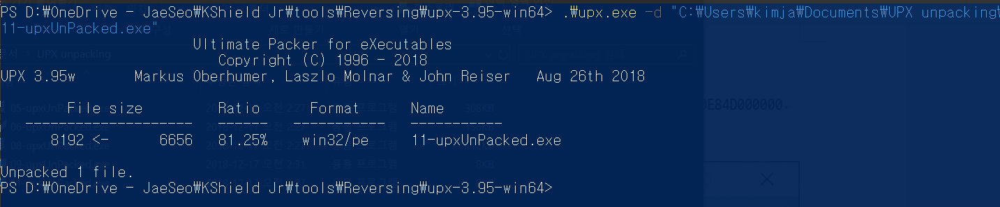 PS D:₩OneDrive - JaeSeo₩KShield Jr₩tools₩Reversing₩upx-3.95-win64> .₩upx.exe -d "C:₩Users₩kimja₩Documents₩UPX unpacking₩
11-upxUnPacked.exe"
Ultimate Packer for eXecutables
Copyright (C) 1996 - 2018
UPX 3.95w Markus Oberhumer, Laszlo Molnar & John Reiser Aug 26th 2018
File size Ratio Format Name
-------------------- ------ ----------- -----------
8192 <- 6656 81.25% win32/pe 11-upxUnPacked.exe
Unpacked 1 file.
PS D:₩OneDrive - JaeSeo₩KShield Jr₩tools₩Reversing₩upx-3.95-win64>